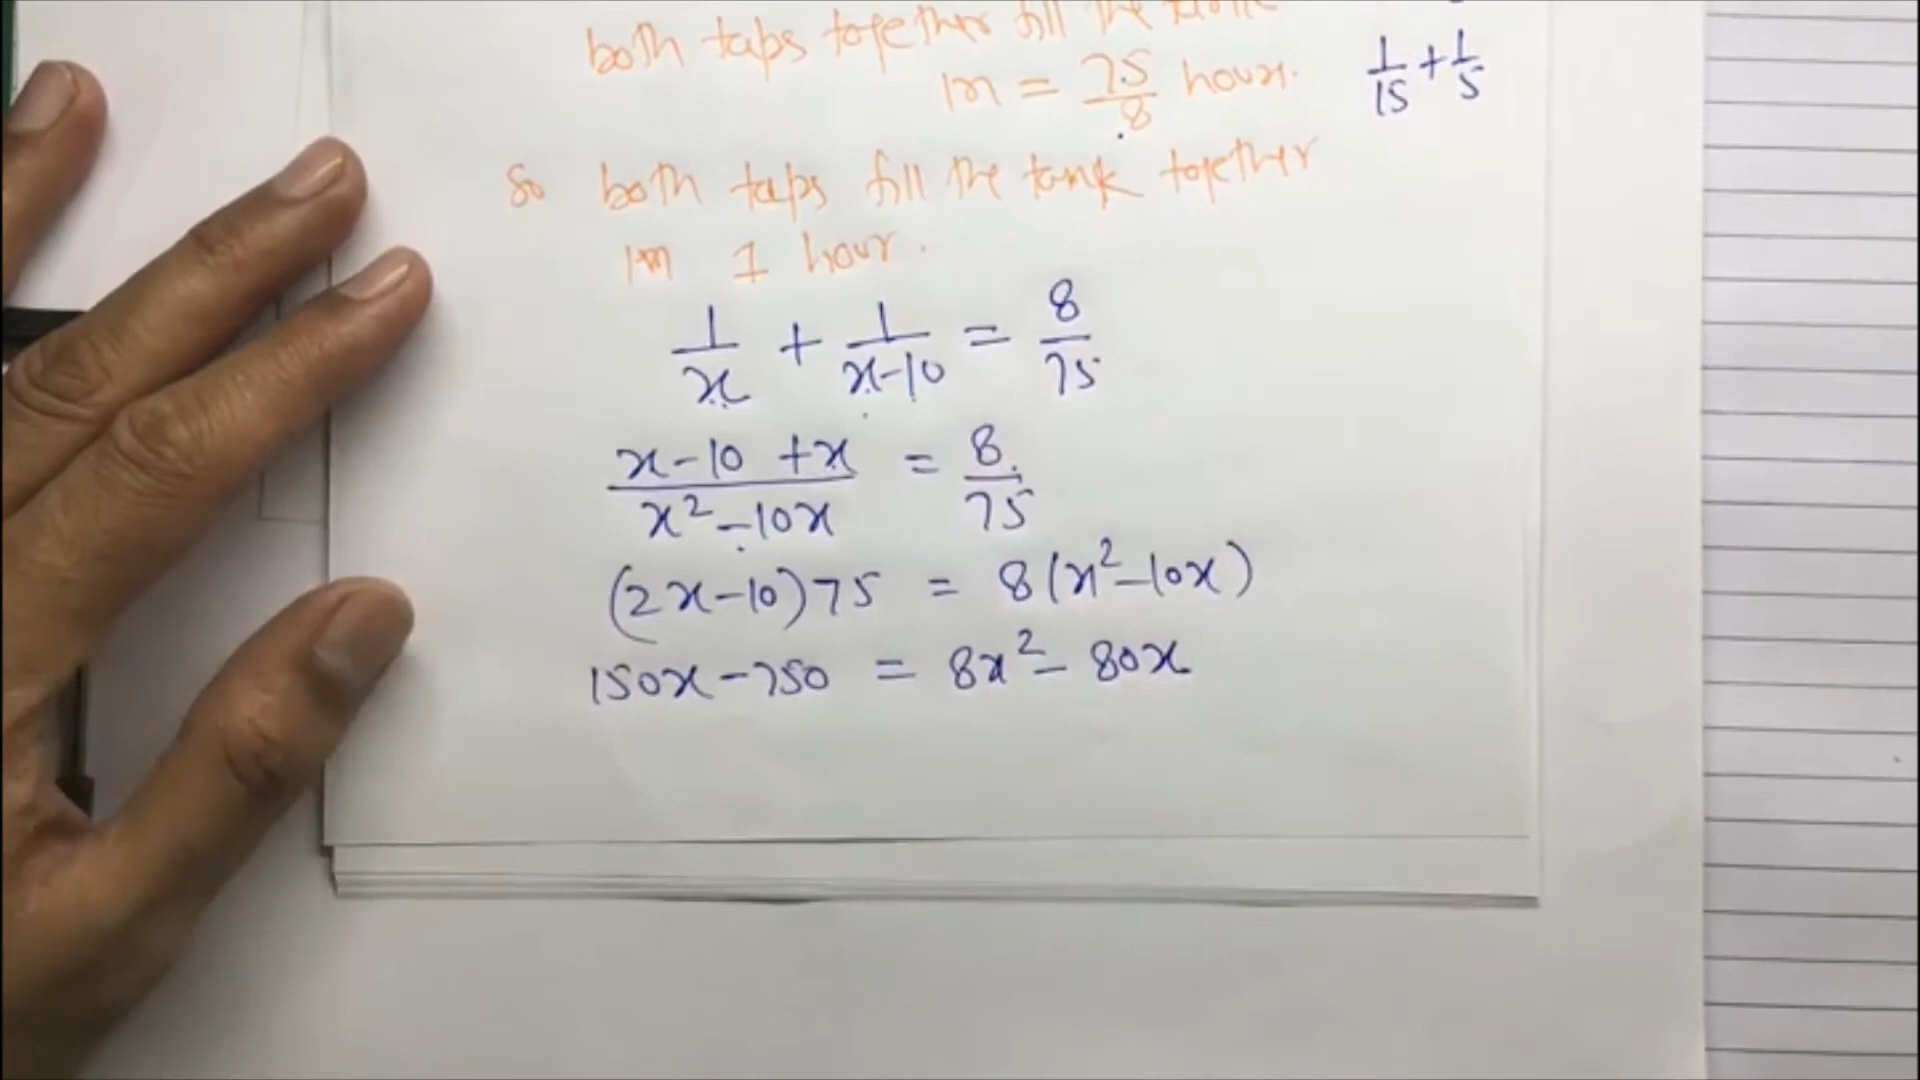 both taps together fill the tank
in = 75/8 hours. 1/15 + 1/5
So both taps fill the tank together
in 1 hour.
1/x + 1/(x-10) = 8/75
(x-10+x)/(x²-10x) = 8/75
(2x-10)75 = 8(x²-10x)
150x-750 = 8x²-80x